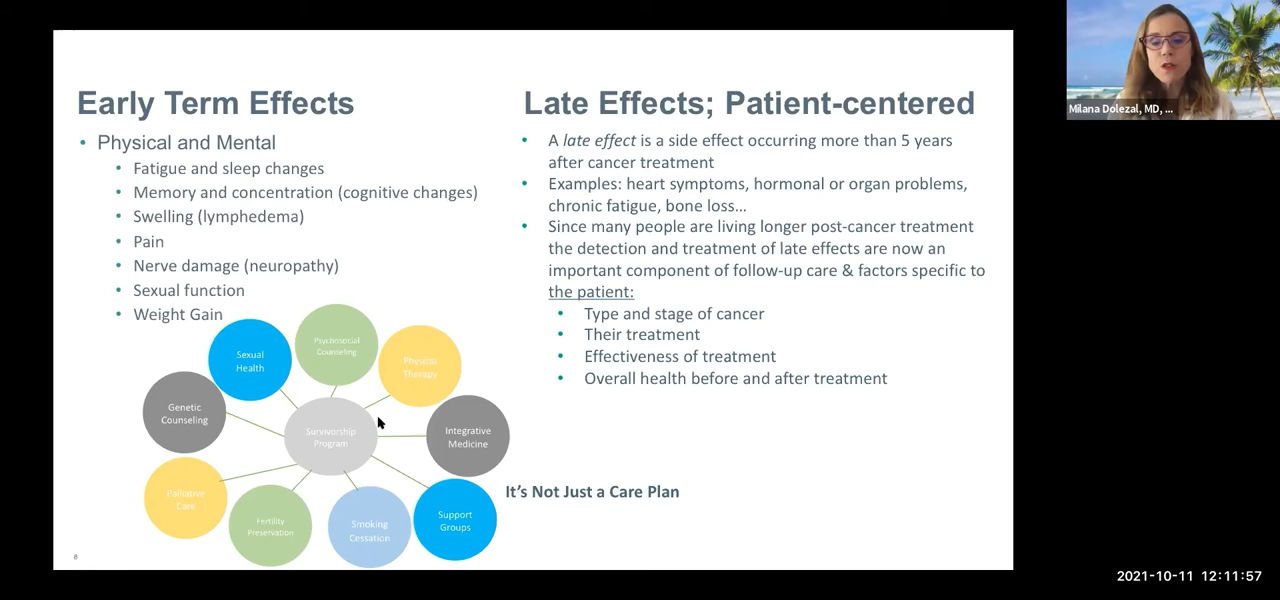 Early Term Effects
Physical and Mental
Fatigue and sleep changes
Memory and concentration (cognitive changes)
Swelling (lymphedema)
Pain
Nerve damage (neuropathy)
Sexual function
Weight Gain
Psychosocial
Counseling
Sexual
Health
Physical
Therapy
Genetic
Counseling
Survivorship
Program
Integrative
Medicine
Palliative
Care
Fertility
Preservation
Smoking
Cessation
Support
Groups
Late Effects; Patient-centered
A late effect is a side effect occurring more than 5 years
after cancer treatment
Examples: heart symptoms, hormonal or organ problems,
chronic fatigue, bone loss...
Since many people are living longer post-cancer treatment
the detection and treatment of late effects are now an
important component of follow-up care & factors specific to
the patient:
Type and stage of cancer
Their treatment
Effectiveness of treatment
Overall health before and after treatment
It's Not Just a Care Plan
8
Milana Dolezal, MD, ...
2021-10-11 12:11:57